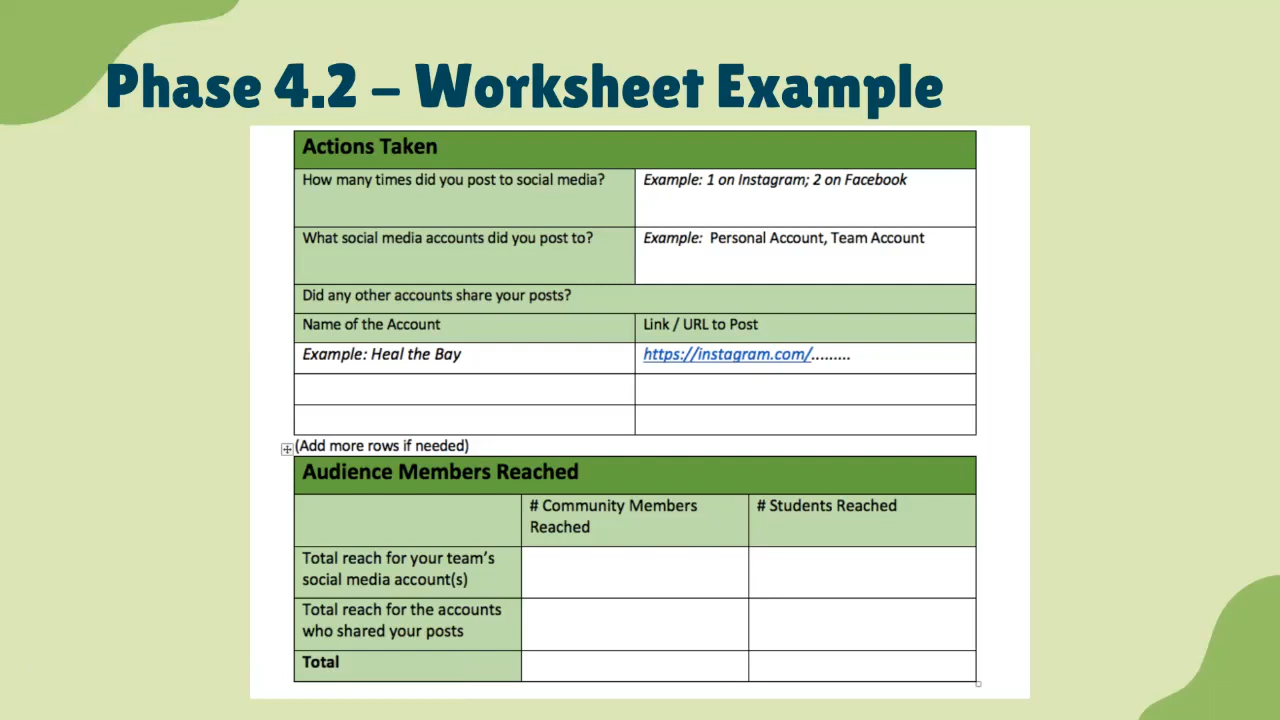 Phase 4.2 – Worksheet Example
Actions Taken
How many times did you post to social media?
Example: 1 on Instagram; 2 on Facebook
What social media accounts did you post to?
Example: Personal Account, Team Account
Did any other accounts share your posts?
Name of the Account
Link / URL to Post
Example: Heal the Bay
https://instagram.com/.........
(Add more rows if needed)
Audience Members Reached
# Community Members
Reached
# Students Reached
Total reach for your team’s
social media account(s)
Total reach for the accounts
who shared your posts
Total